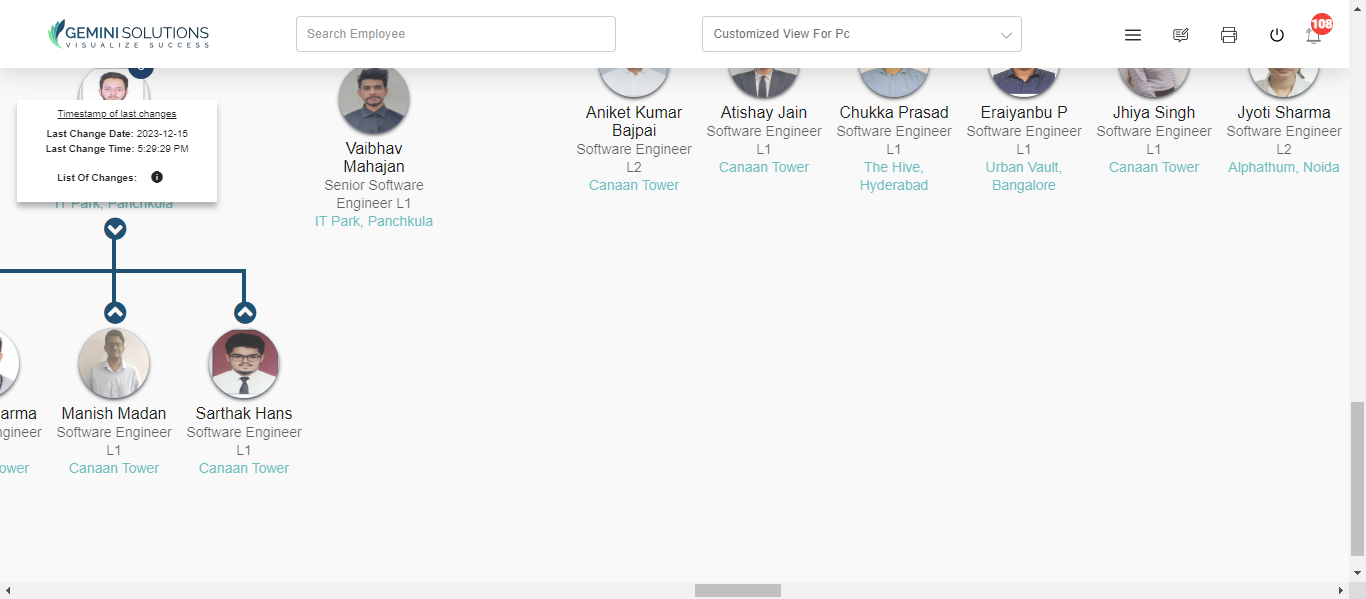 GEMINI SOLUTIONS
VISUALIZE SUCCESS
Search Employee
Customized View For Pc
108
Timestamp of last changes
Last Change Date: 2023-12-15
Last Change Time: 5:29:29 PM
List Of Changes:
IT Park, Panchkula
Vaibhav
Mahajan
Senior Software
Engineer L1
IT Park, Panchkula
Aniket Kumar
Bajpai
Software Engineer
L2
Canaan Tower
Atishay Jain
Software Engineer
L1
Canaan Tower
Chukka Prasad
Software Engineer
L1
The Hive,
Hyderabad
Eraiyanbu P
Software Engineer
L1
Urban Vault,
Bangalore
Jhiya Singh
Software Engineer
L1
Canaan Tower
Jyoti Sharma
Software Engineer
L2
Alphathum, Noida
arma
ngineer
ower
Manish Madan
Software Engineer
L1
Canaan Tower
Sarthak Hans
Software Engineer
L1
Canaan Tower